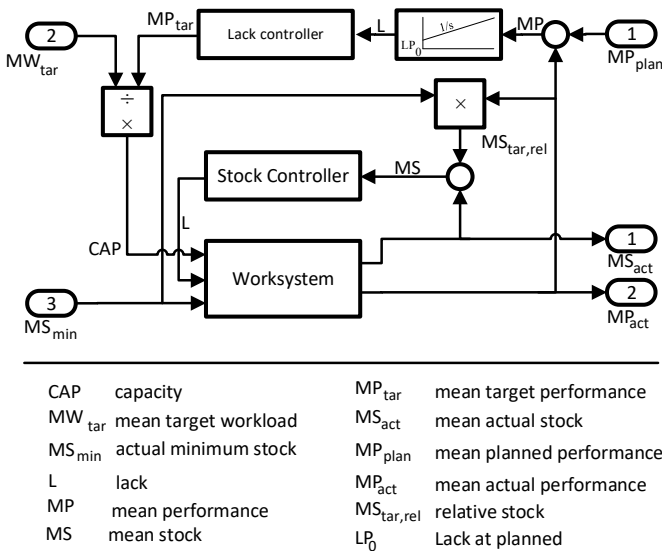 2
MW_tar
MP_tar
Lack controller
L
LP_0
1/s
MP
1
MP_plan
÷
×
×
MS_tar,rel
Stock Controller
MS
L
CAP
Worksystem
1
MS_act
3
MS_min
2
MP_act
CAP capacity
MW_tar mean target workload
MS_min actual minimum stock
L lack
MP mean performance
MS mean stock
MP_tar mean target performance
MS_act mean actual stock
MP_plan mean planned performance
MP_act mean actual performance
MS_tar,rel relative stock
LP_0 Lack at planned